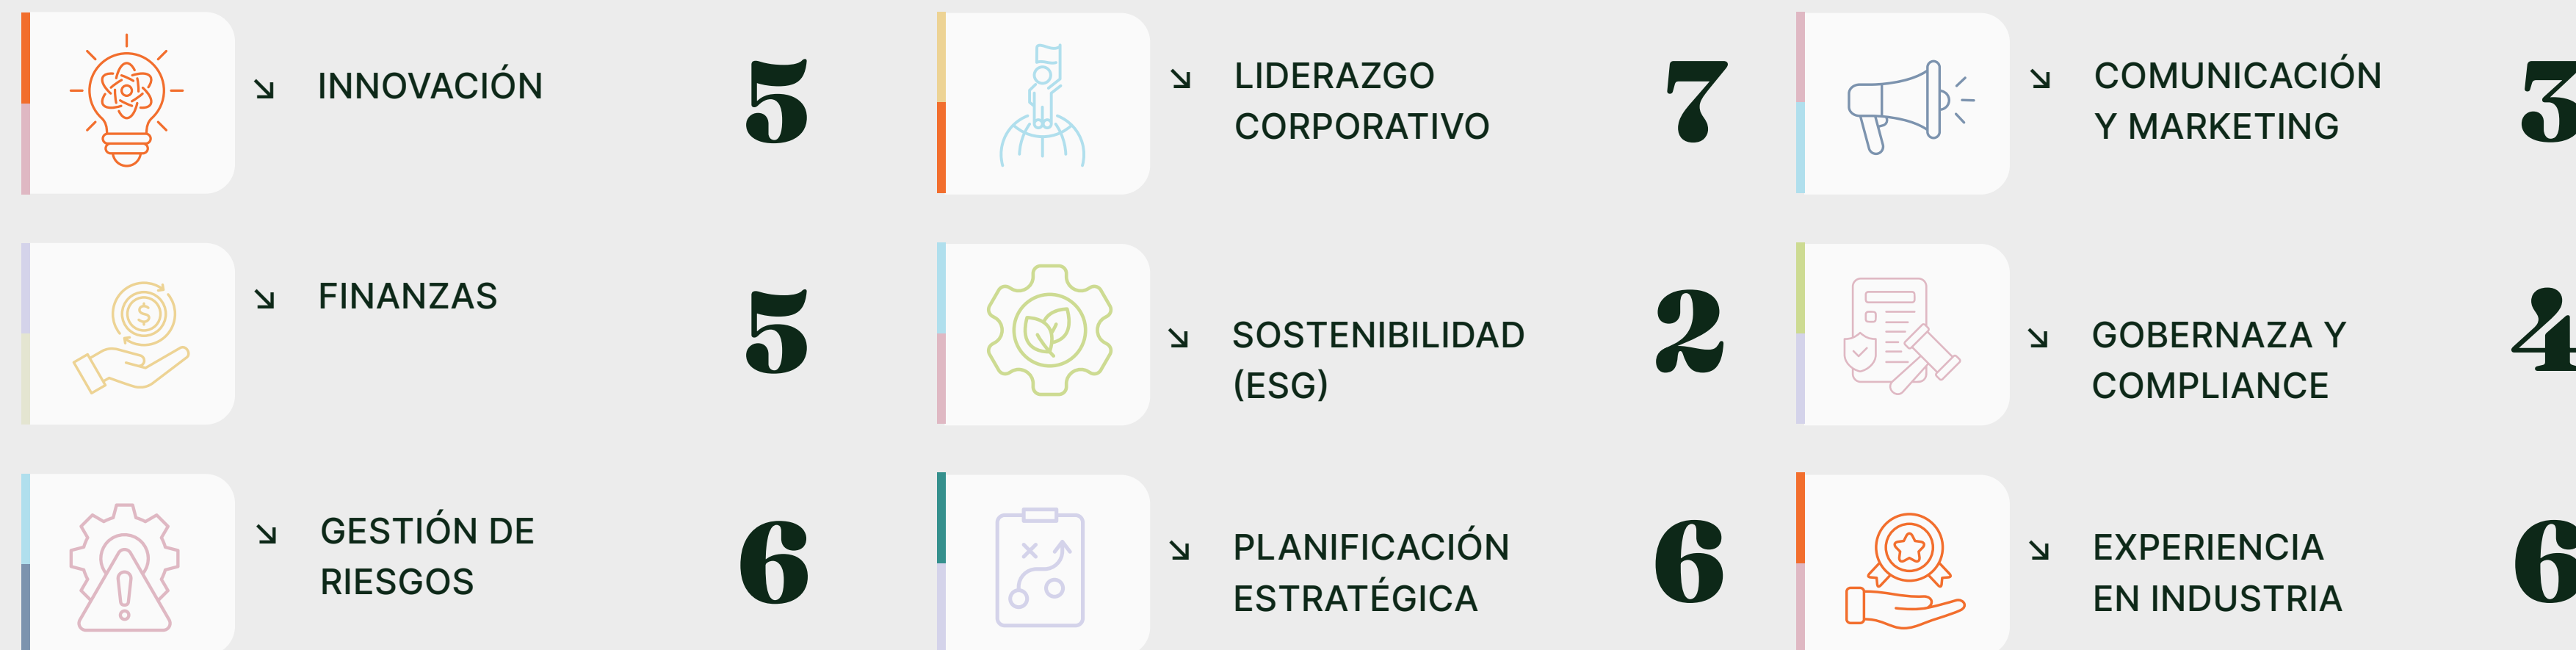 INNOVACIÓN
5
LIDERAZGO
CORPORATIVO
7
COMUNICACIÓN
Y MARKETING
3
FINANZAS
5
SOSTENIBILIDAD
(ESG)
2
GOBERNAZA Y
COMPLIANCE
4
GESTIÓN DE
RIESGOS
6
PLANIFICACIÓN
ESTRATÉGICA
6
EXPERIENCIA
EN INDUSTRIA
6